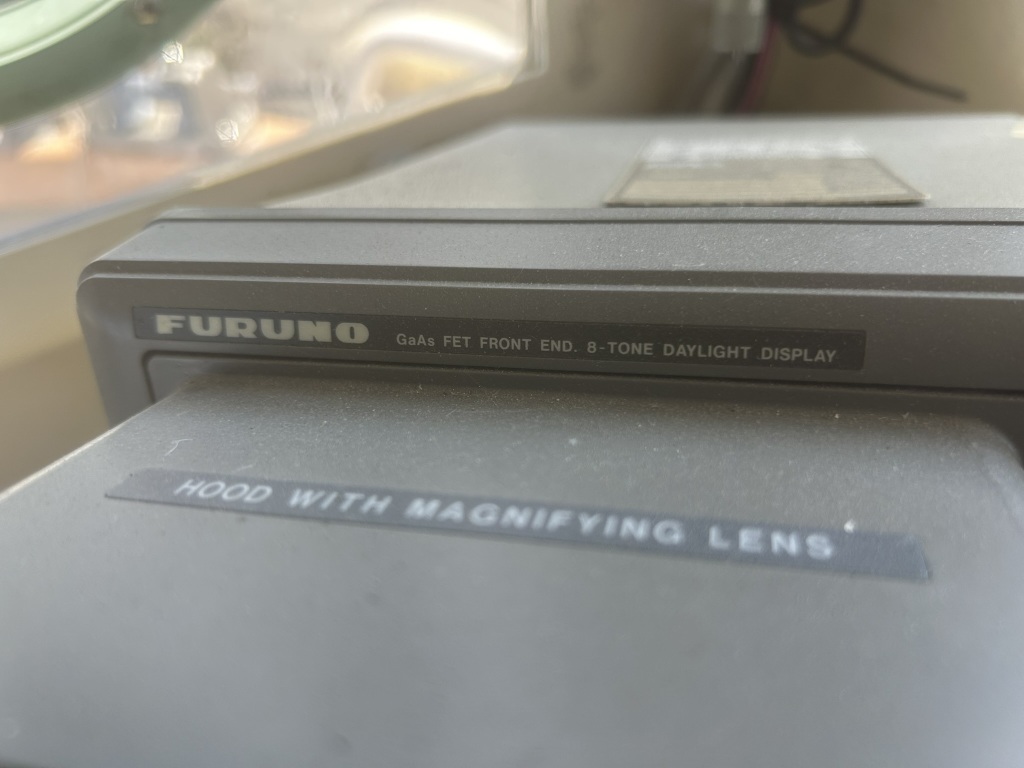 FURUNO GaAs FET FRONT END. 8-TONE DAYLIGHT DISPLAY
HOOD WITH MAGNIFYING LENS